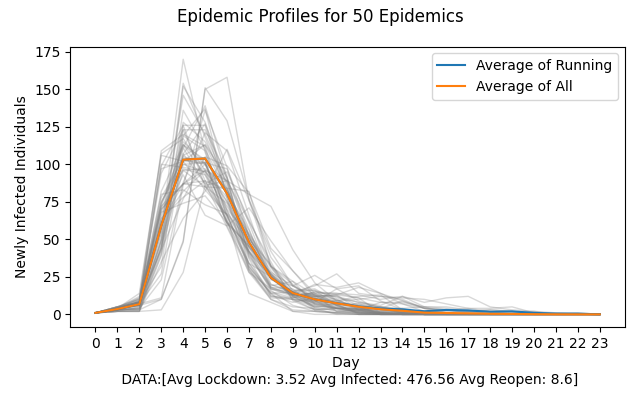 Epidemic Profiles for 50 Epidemics
175
150
125
100
75
50
25
0
Newly Infected Individuals
Average of Running
Average of All
0 1 2 3 4 5 6 7 8 9 10 11 12 13 14 15 16 17 18 19 20 21 22 23
Day
DATA:[Avg Lockdown: 3.52 Avg Infected: 476.56 Avg Reopen: 8.6]